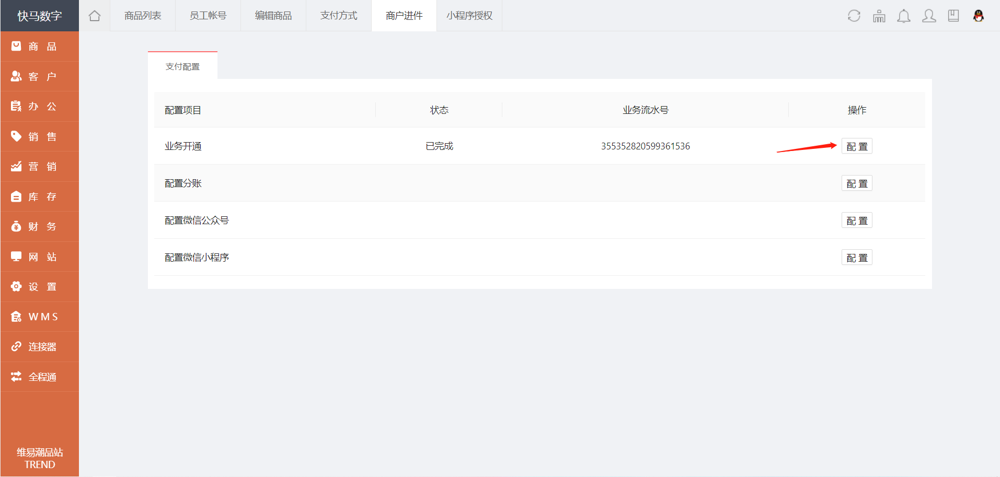 快马数字
商品列表 员工帐号 编辑商品 支付方式 商户进件 小程序授权
商 品
客 户
办 公
销 售
营 销
库 存
财 务
网 站
设 置
WMS
连接器
全程通
维易潮品站
TREND
支付配置
配置项目 状态 业务流水号 操作
业务开通 已完成 355352820599361536 配 置
配置分账 配 置
配置微信公众号 配 置
配置微信小程序 配 置